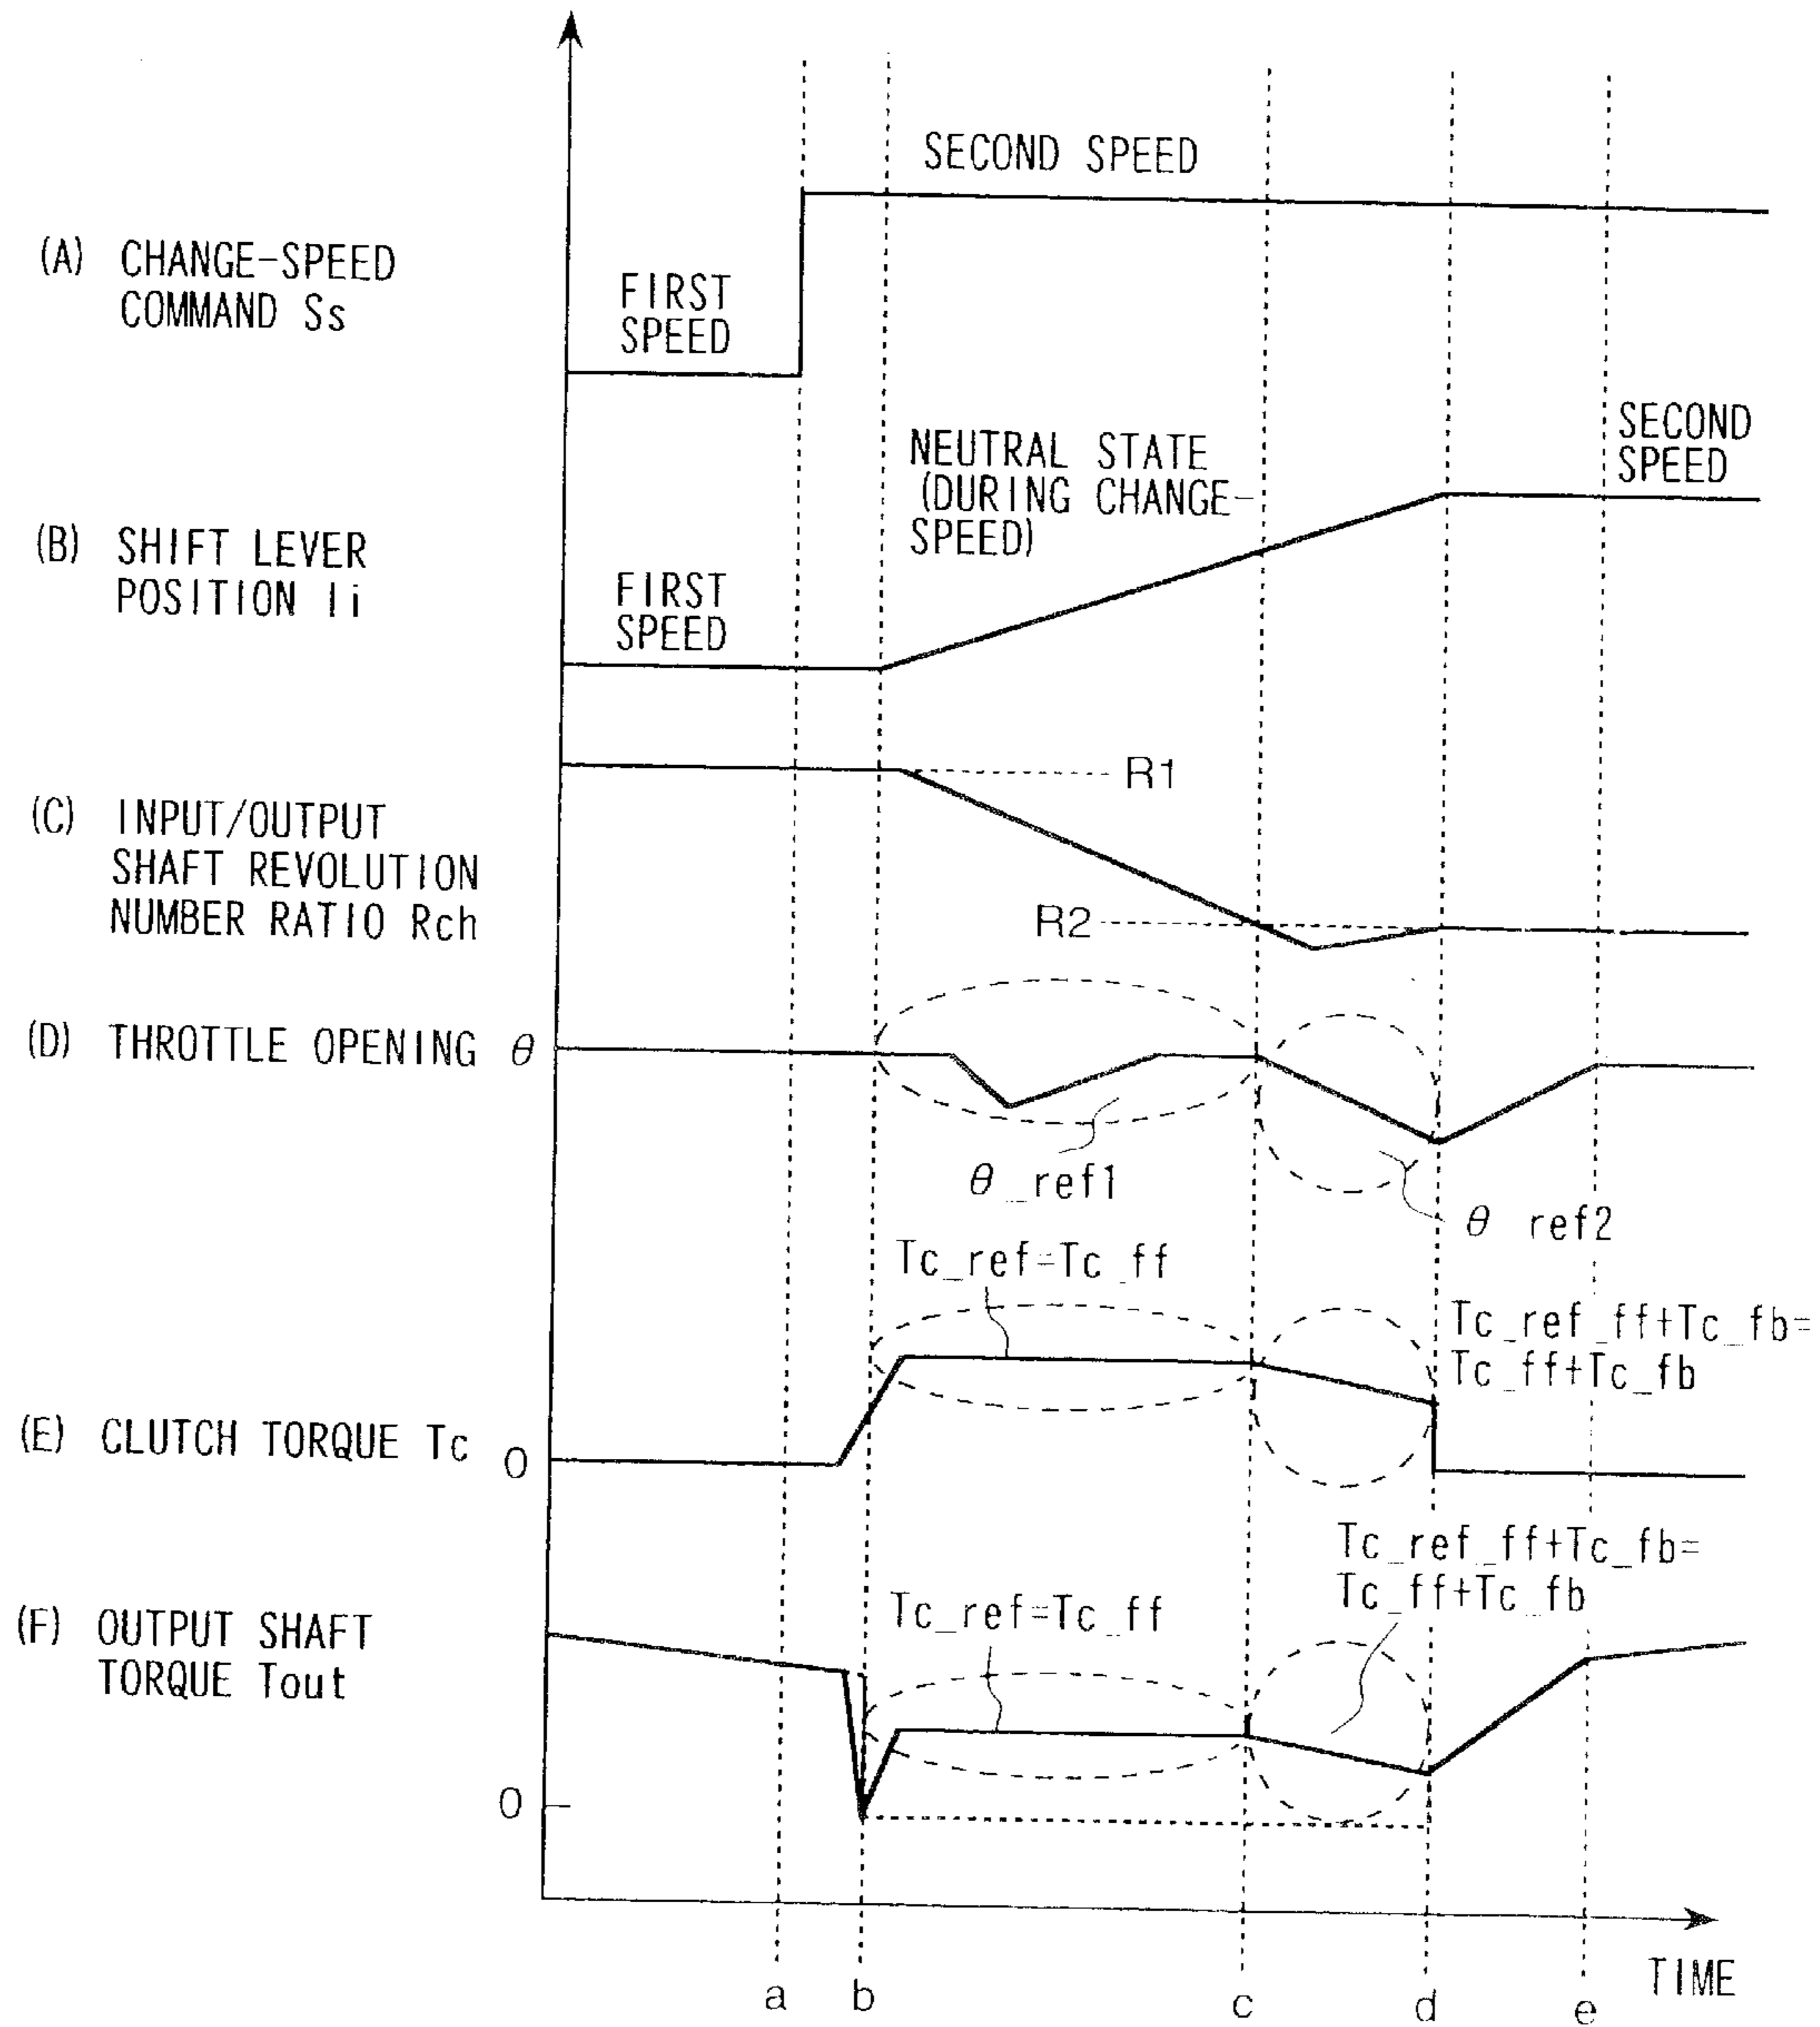 SECOND SPEED
(A) CHANGE-SPEED
COMMAND Ss
FIRST
SPEED
SECOND
SPEED
NEUTRAL STATE
(DURING CHANGE-
SPEED)
(B) SHIFT LEVER
POSITION Ii
FIRST
SPEED
R1
(C) INPUT/OUTPUT
SHAFT REVOLUTION
NUMBER RATIO Rch
R2
(D) THROTTLE OPENING θ
θ_ref1
θ ref2
Tc_ref=Tc_ff
Tc_ref_ff+Tc_fb=
Tc_ff+Tc_fb
(E) CLUTCH TORQUE Tc 0
Tc_ref_ff+Tc_fb=
Tc_ff+Tc_fb
Tc_ref=Tc_ff
(F) OUTPUT SHAFT
TORQUE Tout
0
TIME
a b c d e